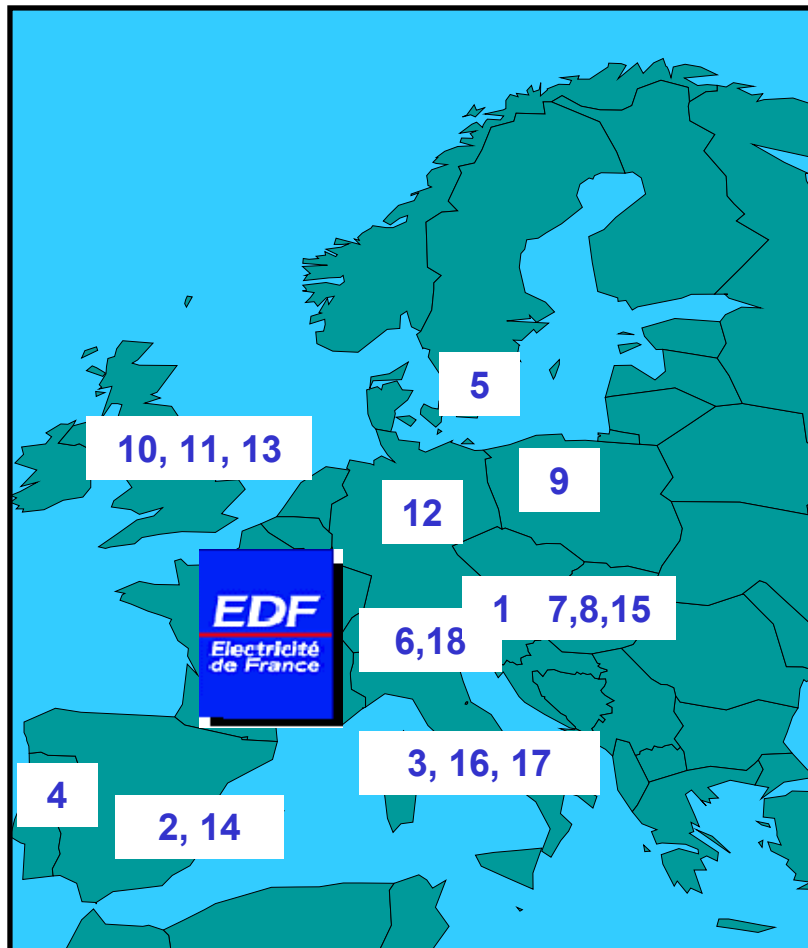 5
10, 11, 13
9
12
EDF
Electricité
de France
1 7,8,15
6,18
3, 16, 17
4
2, 14